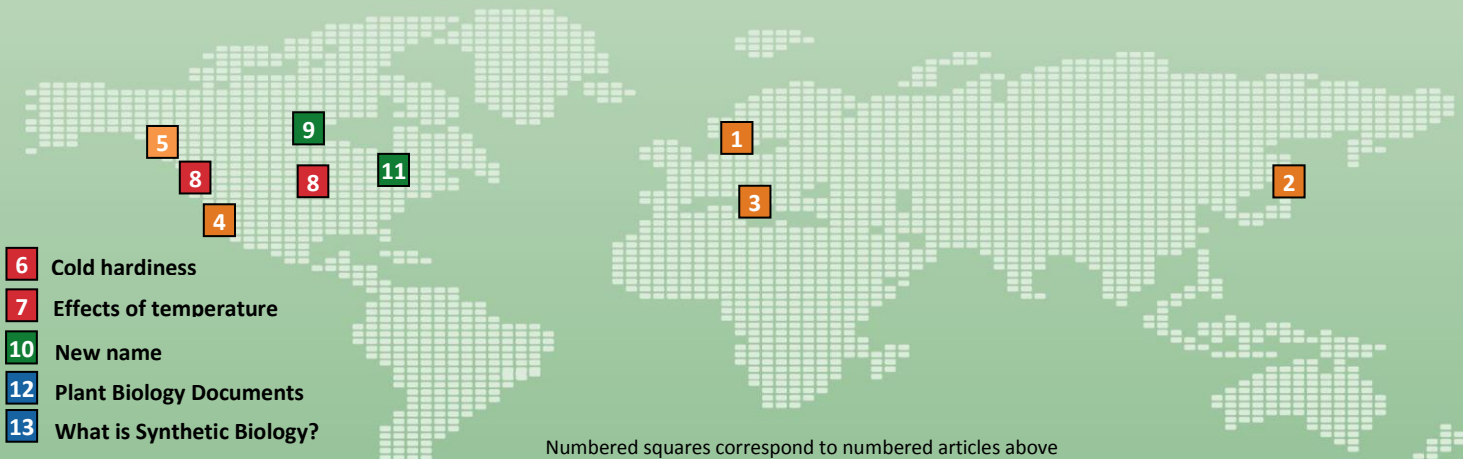 9
1
5
11
8
8
2
3
4
6 Cold hardiness
7 Effects of temperature
10 New name
12 Plant Biology Documents
13 What is Synthetic Biology?
Numbered squares correspond to numbered articles above